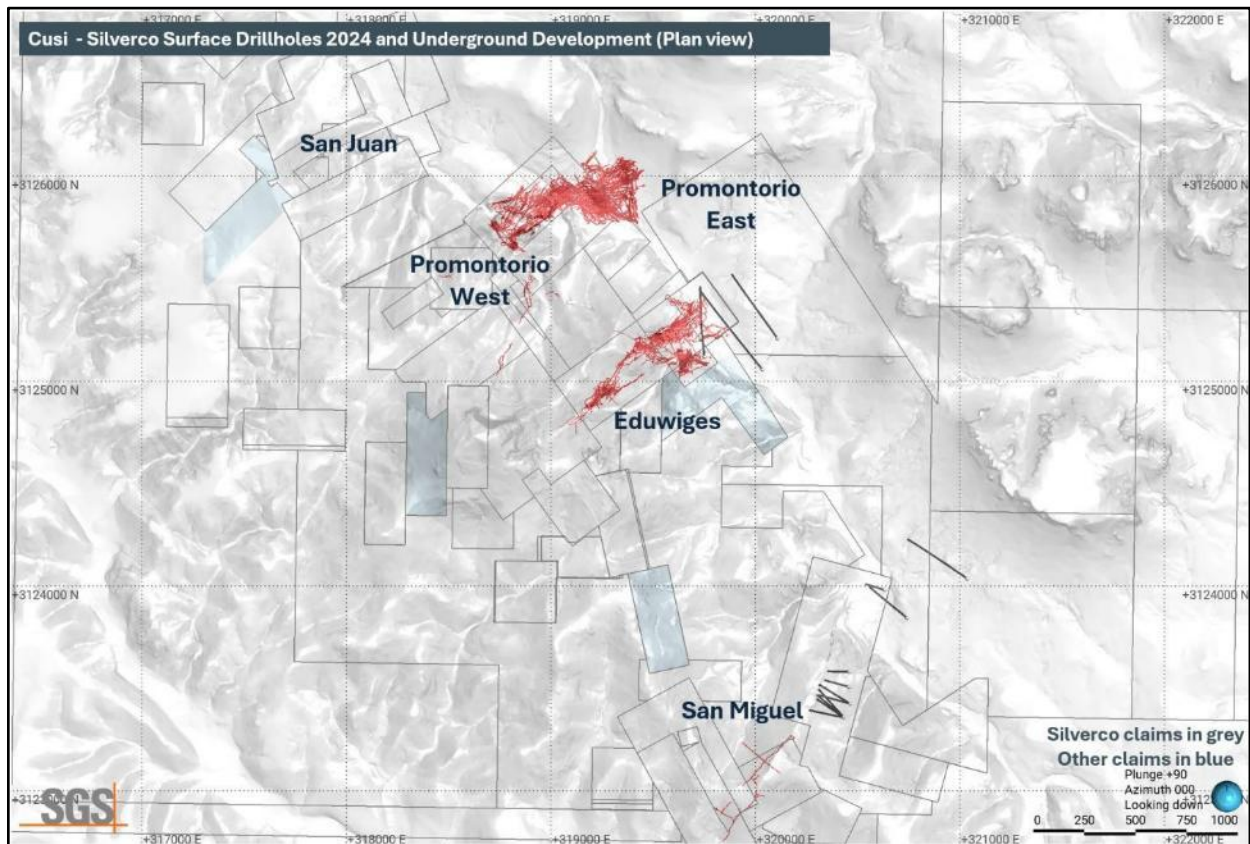 +317000 E
+318000 E
+319000 E
+320000 E
+321000 E
+322000 E
Cusi - Silverco Surface Drillholes 2024 and Underground Development (Plan view)
San Juan
+3126000 N
+3126000 N
Promontorio
East
Promontorio
West
+3125000 N
+3125000 N
Eduwiges
+3124000 N
+3124000 N
San Miguel
Silverco claims in grey
Other claims in blue
Plunge +90
Azimuth 000
Looking down
SGS
0 250 500 750 1000
+317000 E
+318000 E
+319000 E
+320000 E
+321000 E
+322000 E